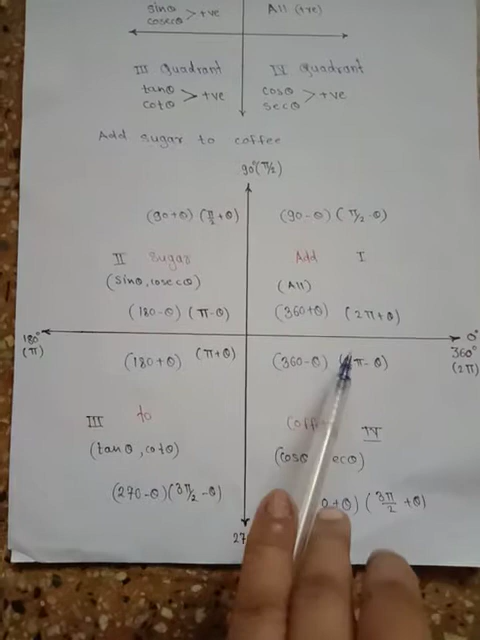 sinθ
cosecθ > +ve
All (+ve)
III Quadrant
IV Quadrant
tanθ
cotθ > +ve
cosθ
secθ > +ve
Add sugar to coffee
90°(π/2)
(90+θ) (π/2+θ)
(90-θ) (π/2-θ)
II Sugar
Add I
(sinθ, cosecθ)
(All)
(180-θ) (π-θ)
(360+θ) (2π+θ)
180°
(π)
0°
360°
(2π)
(180+θ) (π+θ)
(360-θ) π-θ)
III to
IV
(tanθ, cotθ)
(270-θ) (3π/2-θ)
+θ) (3π/2 +θ)